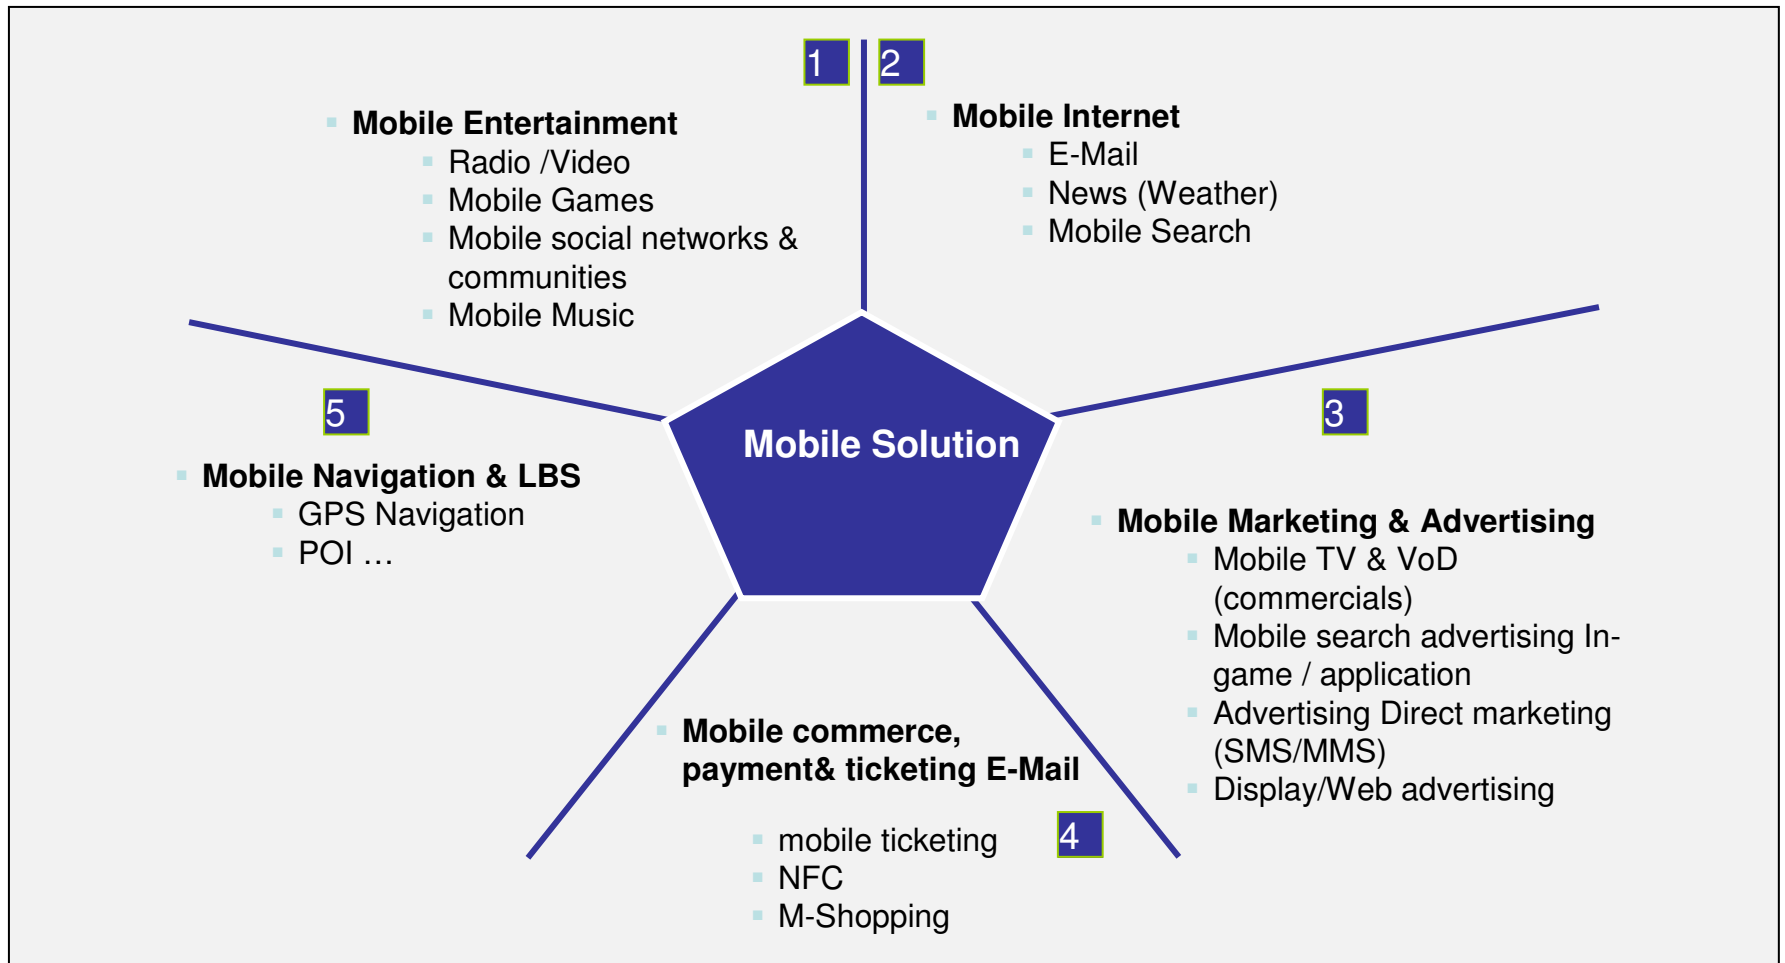 1
Mobile Entertainment
Radio /Video
Mobile Games
Mobile social networks &
communities
Mobile Music
2
Mobile Internet
E-Mail
News (Weather)
Mobile Search
Mobile Solution
3
Mobile Marketing & Advertising
Mobile TV & VoD
(commercials)
Mobile search advertising In-
game / application
Advertising Direct marketing
(SMS/MMS)
Display/Web advertising
4
Mobile commerce,
payment& ticketing E-Mail
mobile ticketing
NFC
M-Shopping
5
Mobile Navigation & LBS
GPS Navigation
POI …